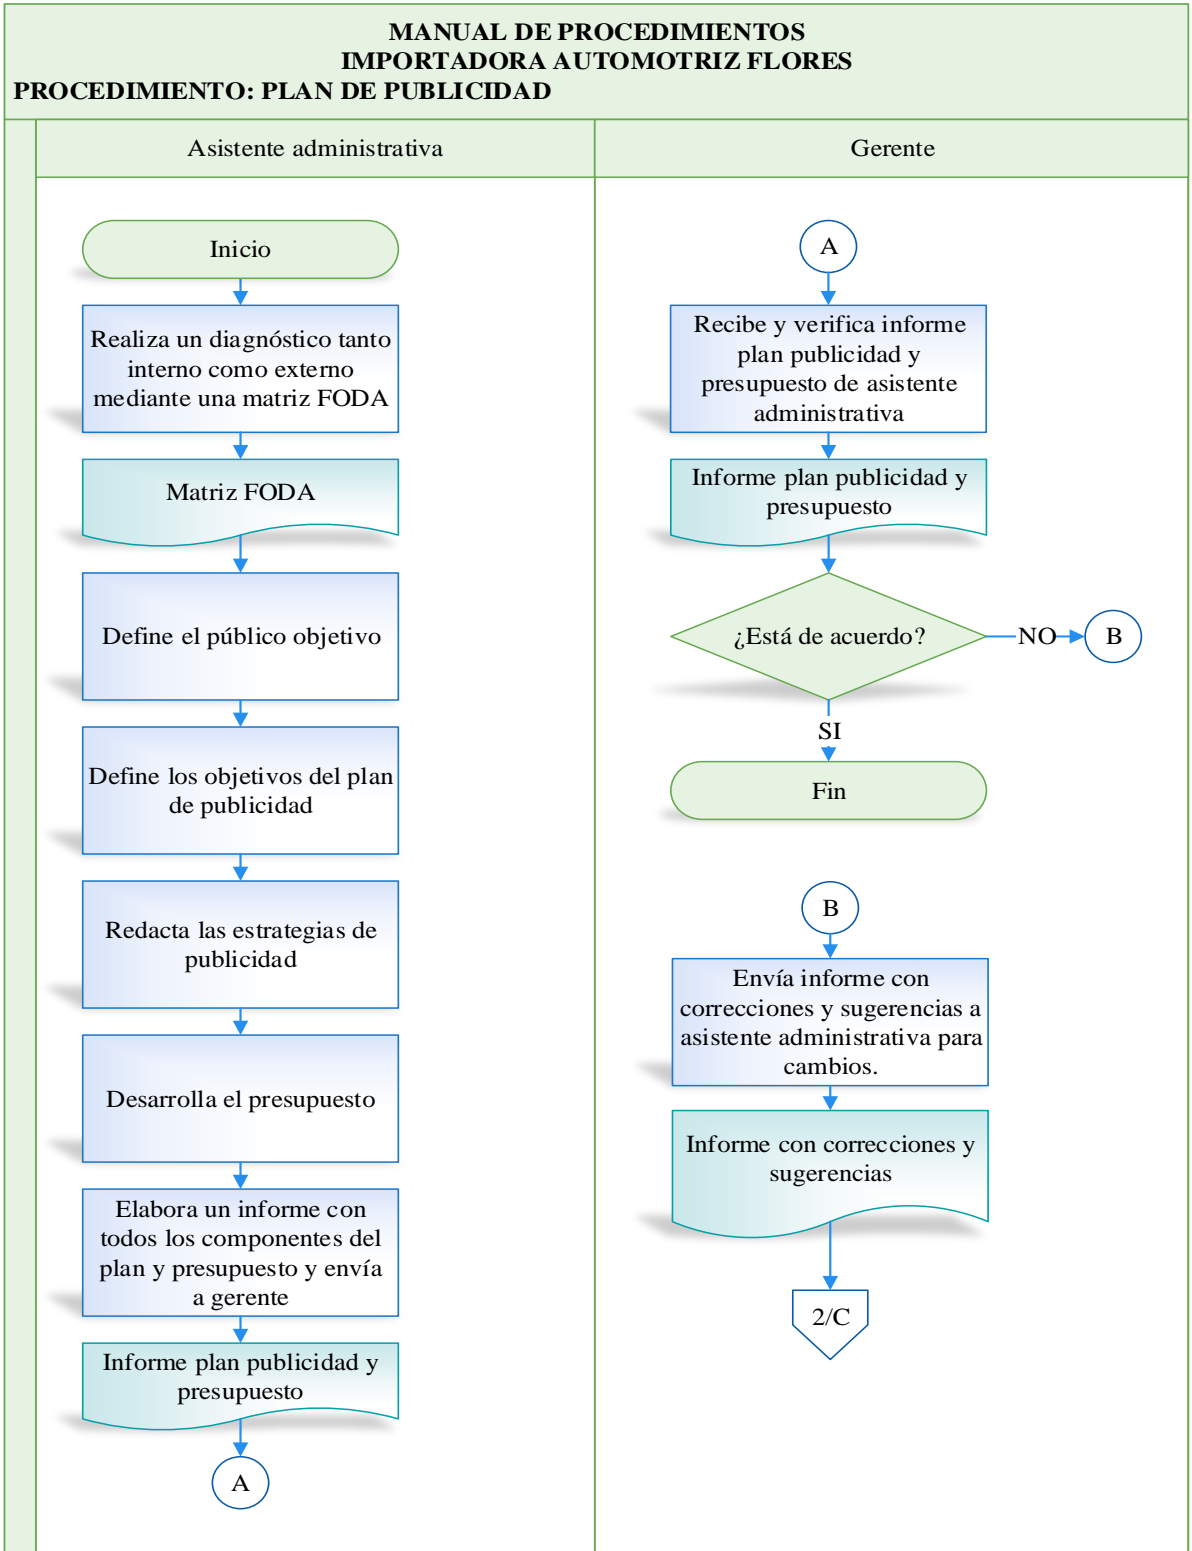 MANUAL DE PROCEDIMIENTOS
IMPORTADORA AUTOMOTRIZ FLORES
PROCEDIMIENTO: PLAN DE PUBLICIDAD
Asistente administrativa
Inicio
Realiza un diagnóstico tanto
interno como externo
mediante una matriz FODA
Matriz FODA
Define el público objetivo
Define los objetivos del plan
de publicidad
Redacta las estrategias de
publicidad
Desarrolla el presupuesto
Elabora un informe con
todos los componentes del
plan y presupuesto y envía
a gerente
Informe plan publicidad y
presupuesto
A
Gerente
A
Recibe y verifica informe
plan publicidad y
presupuesto de asistente
administrativa
Informe plan publicidad y
presupuesto
¿Está de acuerdo?
NO
B
SI
Fin
B
Envía informe con
correcciones y sugerencias a
asistente administrativa para
cambios.
Informe con correcciones y
sugerencias
2/C